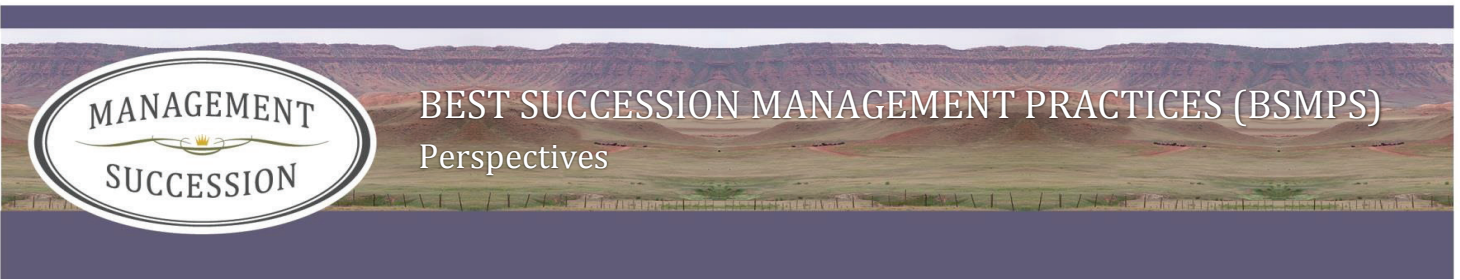 MANAGEMENT
SUCCESSION
BEST SUCCESSION MANAGEMENT PRACTICES (BSMPS)
Perspectives